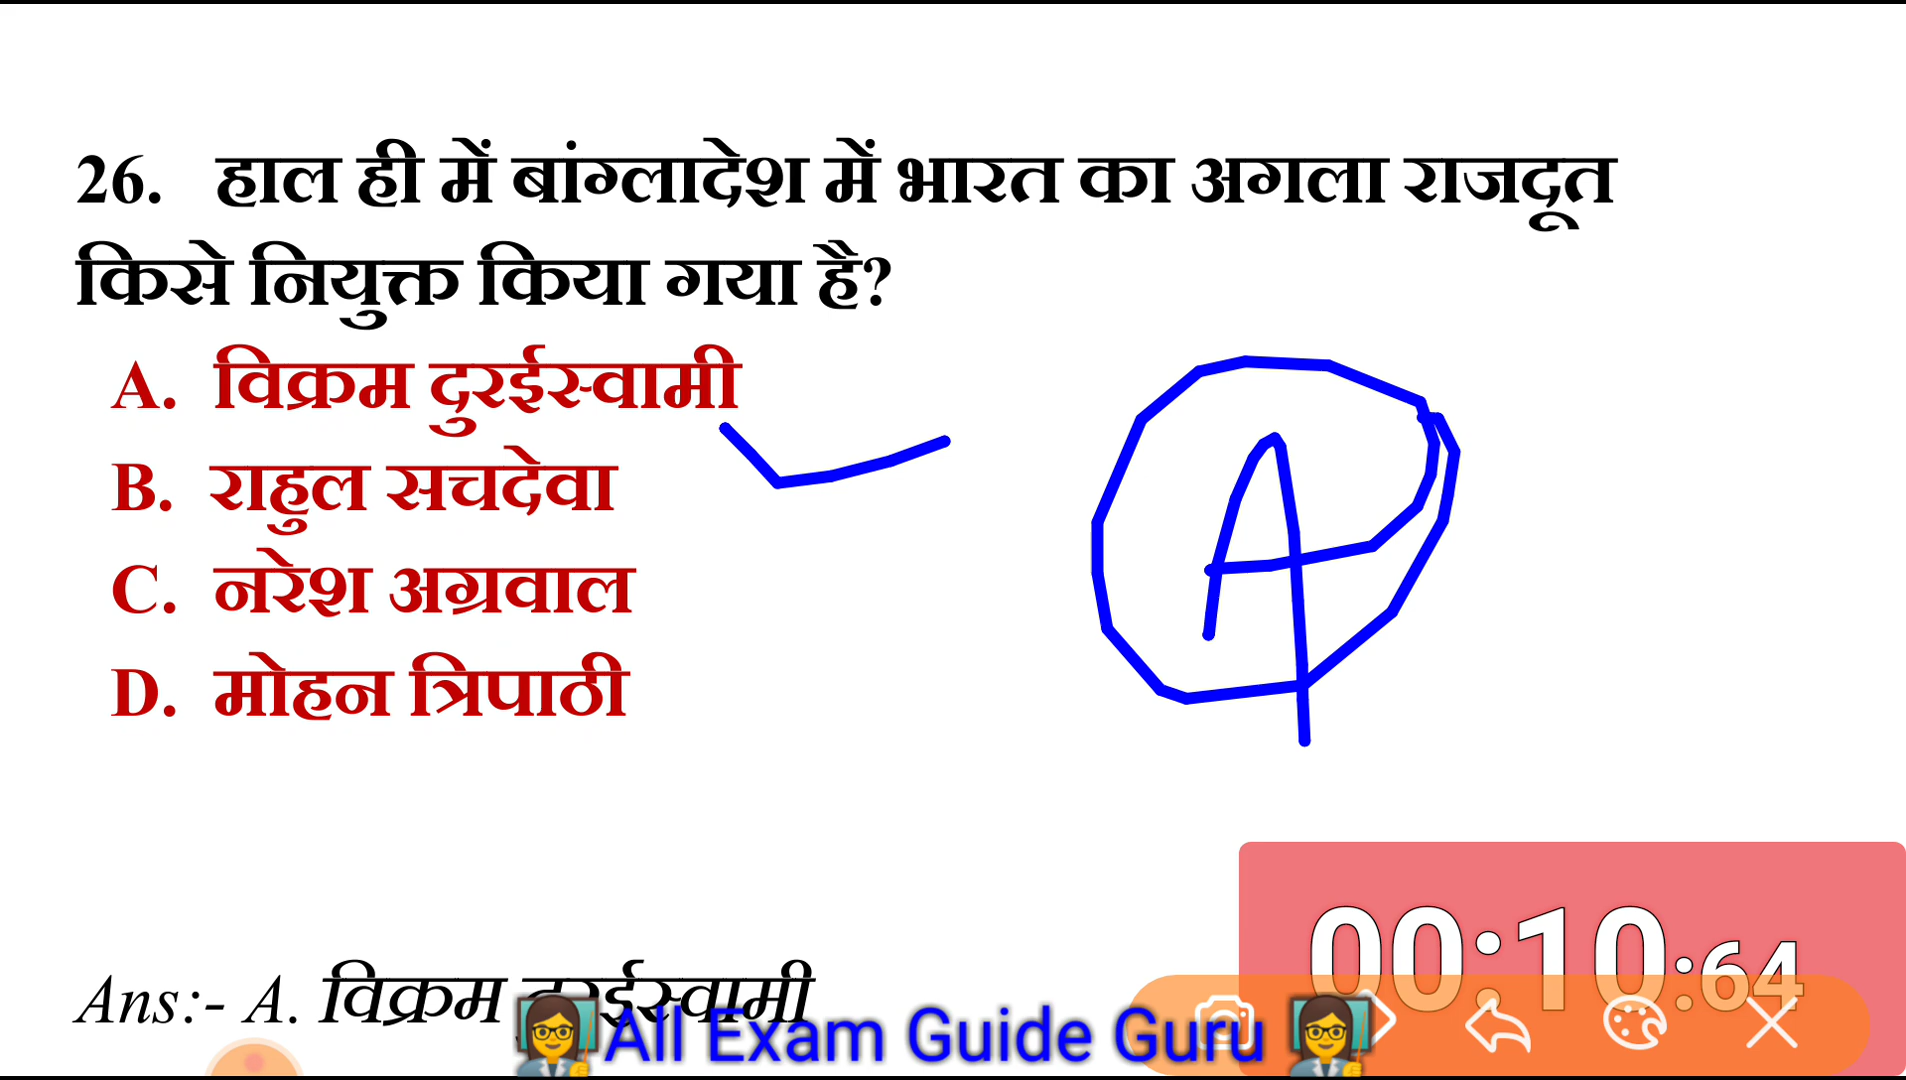 26. हाल ही में बांग्लादेश में भारत का अगला राजदूत
किसे नियुक्त किया गया है?
A. विक्रम दुरईस्वामी
B. राहुल सचदेवा
C. नरेश अग्रवाल
D. मोहन त्रिपाठी
A
00:10:64
Ans:- A. विक्रम दुरईस्वामी
All Exam Guide Guru